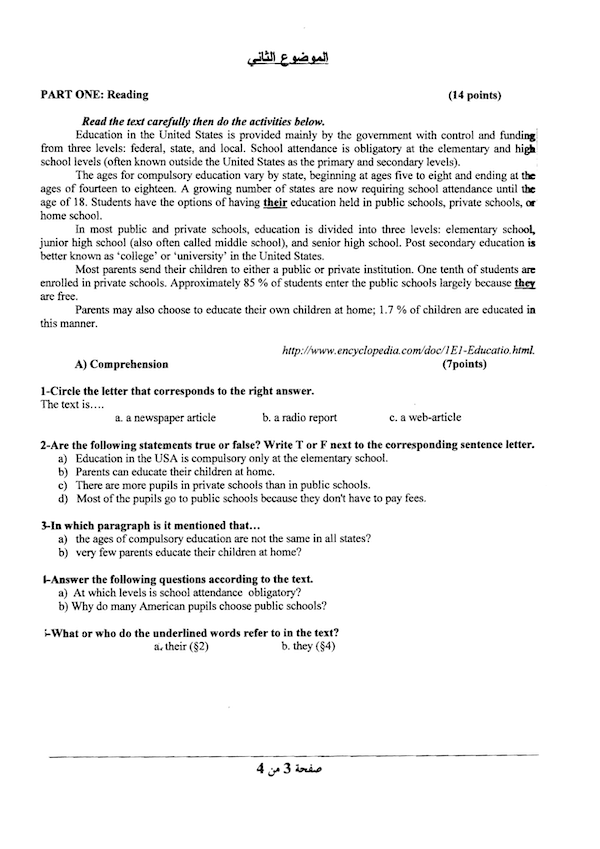 الموضوع الثاني
PART ONE: Reading (14 points)
Read the text carefully then do the activities below.
Education in the United States is provided mainly by the government with control and funding
from three levels: federal, state, and local. School attendance is obligatory at the elementary and high
school levels (often known outside the United States as the primary and secondary levels).
The ages for compulsory education vary by state, beginning at ages five to eight and ending at the
ages of fourteen to eighteen. A growing number of states are now requiring school attendance until the
age of 18. Students have the options of having their education held in public schools, private schools, or
home school.
In most public and private schools, education is divided into three levels: elementary school,
junior high school (also often called middle school), and senior high school. Post secondary education is
better known as ‘college’ or ‘university’ in the United States.
Most parents send their children to either a public or private institution. One tenth of students are
enrolled in private schools. Approximately 85 % of students enter the public schools largely because they
are free.
Parents may also choose to educate their own children at home; 1.7 % of children are educated in
this manner.
http://www.encyclopedia.com/doc/1E1-Educatio.html.
A) Comprehension (7points)
1-Circle the letter that corresponds to the right answer.
The text is….
a. a newspaper article b. a radio report c. a web-article
2-Are the following statements true or false? Write T or F next to the corresponding sentence letter.
a) Education in the USA is compulsory only at the elementary school.
b) Parents can educate their children at home.
c) There are more pupils in private schools than in public schools.
d) Most of the pupils go to public schools because they don't have to pay fees.
3-In which paragraph is it mentioned that…
a) the ages of compulsory education are not the same in all states?
b) very few parents educate their children at home?
-Answer the following questions according to the text.
a) At which levels is school attendance obligatory?
b) Why do many American pupils choose public schools?
-What or who do the underlined words refer to in the text?
a. their (§2) b. they (§4)
صفحة 3 من 4